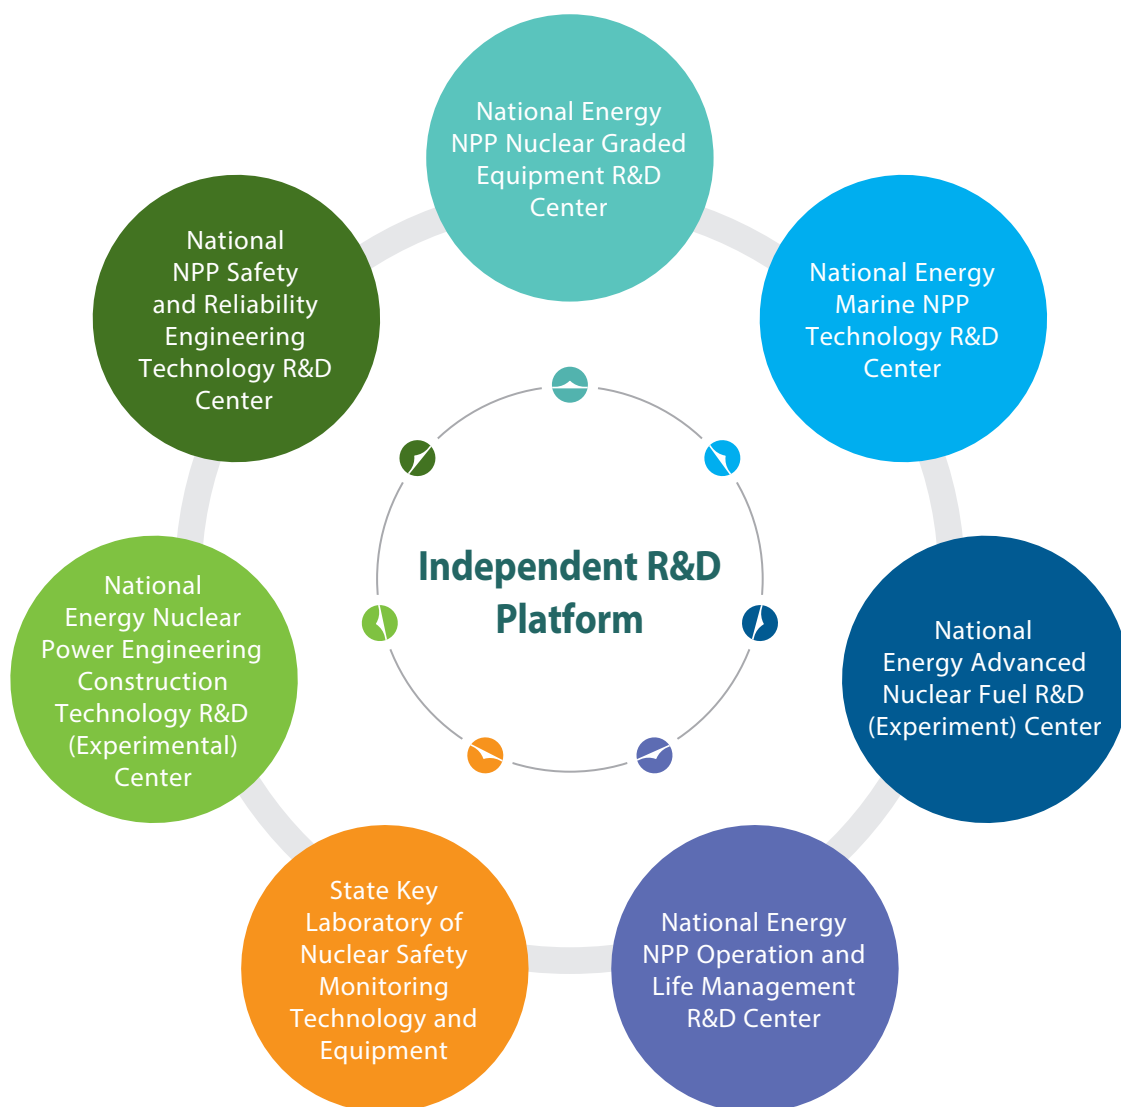 National Energy
NPP Nuclear Graded
Equipment R&D
Center
National Energy
Marine NPP
Technology R&D
Center
National
Energy Advanced
Nuclear Fuel R&D
(Experiment) Center
National Energy
NPP Operation and
Life Management
R&D Center
State Key
Laboratory of
Nuclear Safety
Monitoring
Technology and
Equipment
National
Energy Nuclear
Power Engineering
Construction
Technology R&D
(Experimental)
Center
National
NPP Safety
and Reliability
Engineering
Technology R&D
Center
Independent R&D
Platform